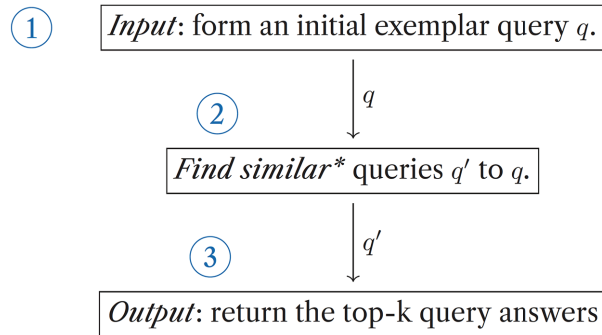 1
Input: form an initial exemplar query q.
q
2
Find similar* queries q′ to q.
q′
3
Output: return the top-k query answers